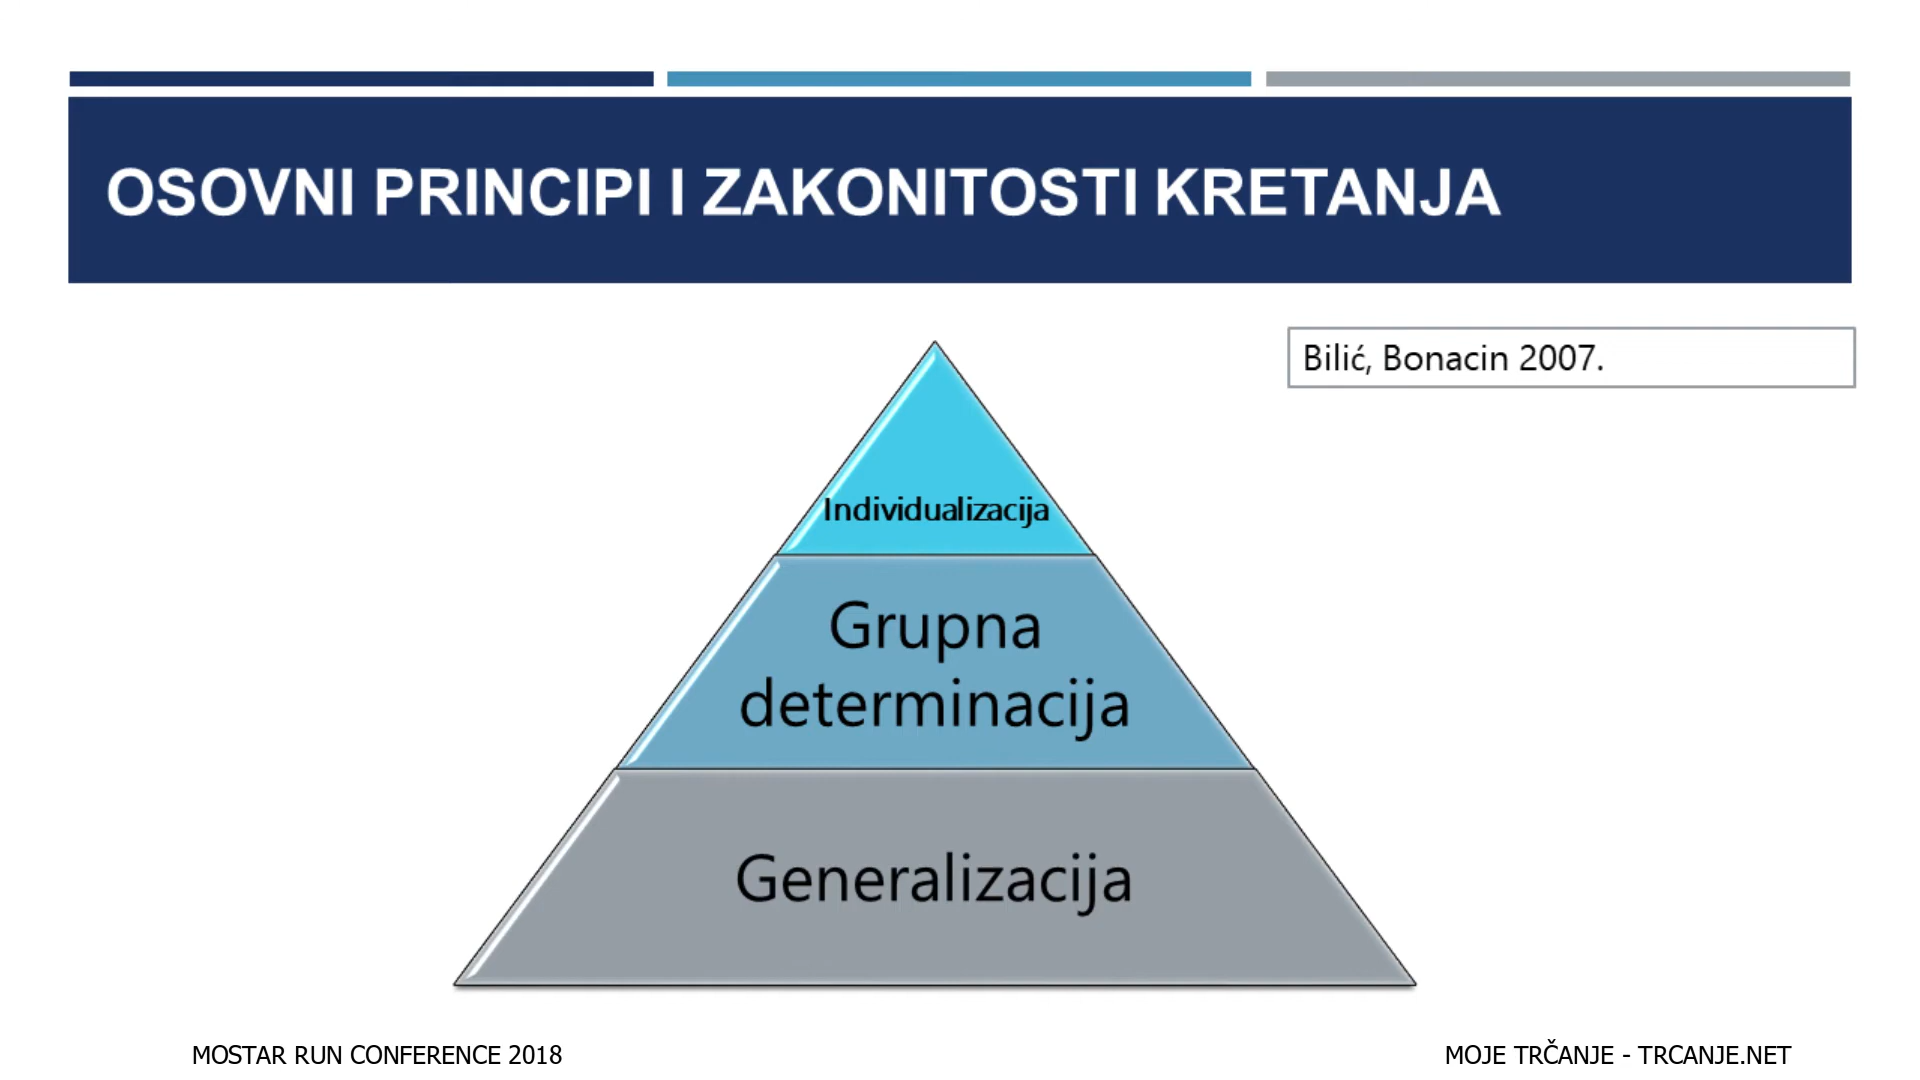 OSOVNI PRINCIPI I ZAKONITOSTI KRETANJA
Bilić, Bonacin 2007.
Individualizacija
Grupna
determinacija
Generalizacija
MOSTAR RUN CONFERENCE 2018
MOJE TRČANJE - TRCANJE.NET